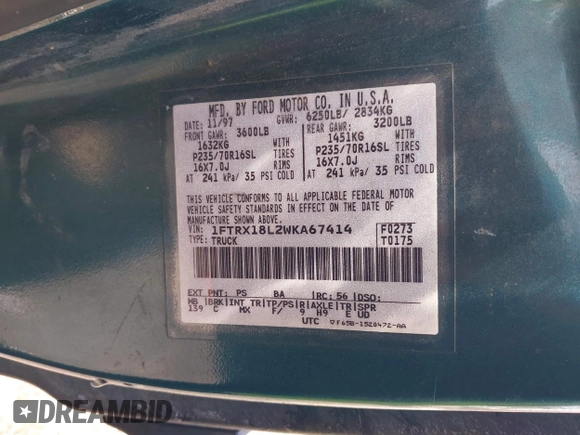 MFD. BY FORD MOTOR CO. IN U.S.A.
DATE: 11/97 GVWR: 6250LB/ 2834KG
FRONT GAWR: 3600LB REAR GAWR: 3200LB
1632KG WITH 1451KG WITH
P235/70R16SL TIRES P235/70R16SL TIRES
16X7.0J RIMS 16X7.0J RIMS
AT 241 kPa/ 35 PSI COLD AT 241 kPa/ 35 PSI COLD
THIS VEHICLE CONFORMS TO ALL APPLICABLE FEDERAL MOTOR
VEHICLE SAFETY STANDARDS IN EFFECT ON THE DATE OF
MANUFACTURE SHOWN ABOVE.
VIN: 1FTRX18L2WKA67414 F0273
TYPE: TRUCK T0175
EXT PNT: PS BA RC: 56 DSO:
WB BRK INT TR TP/PS R AXLE TR SPR
139 C MX F/ 9 H9 E UD
UTC F65B-1520472-AA
DREAMBID